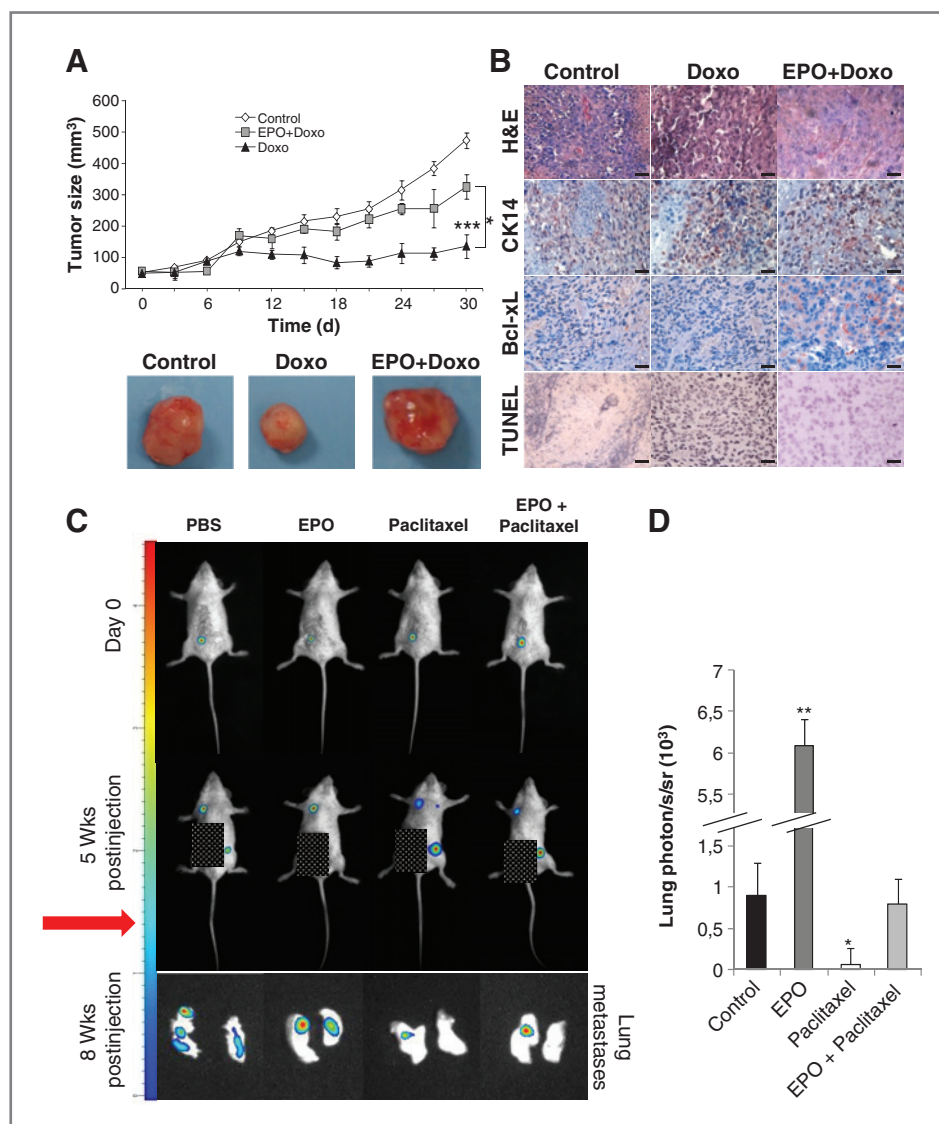 A
Tumor size (mm³)
600
500
400
300
200
100
0
Control
EPO+Doxo
Doxo
*
***
0 6 12 18 24 30
Time (d)
Control Doxo EPO+Doxo
B
Control Doxo EPO+Doxo
H&E
CK14
Bcl-xL
TUNEL
C
PBS EPO Paclitaxel EPO +
Paclitaxel
Day 0
5 Wks
postinjection
8 Wks
postinjection
Lung
metastases
D
Lung photon/s/sr (10³)
7
6,5
6
5,5
1,5
1
0,5
0
**
*
Control
EPO
Paclitaxel
EPO + Paclitaxel